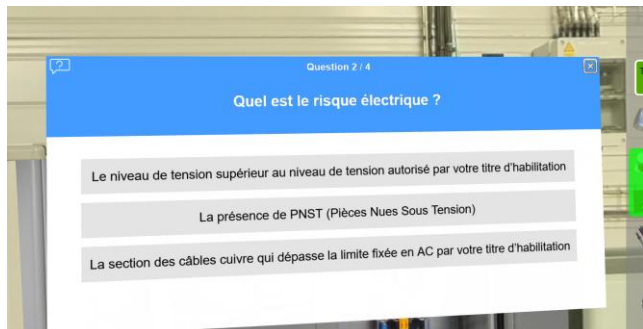 Question 2 / 4
Quel est le risque électrique ?
Le niveau de tension supérieur au niveau de tension autorisé par votre titre d'habilitation
La présence de PNST (Pièces Nues Sous Tension)
La section des câbles cuivre qui dépasse la limite fixée en AC par votre titre d'habilitation